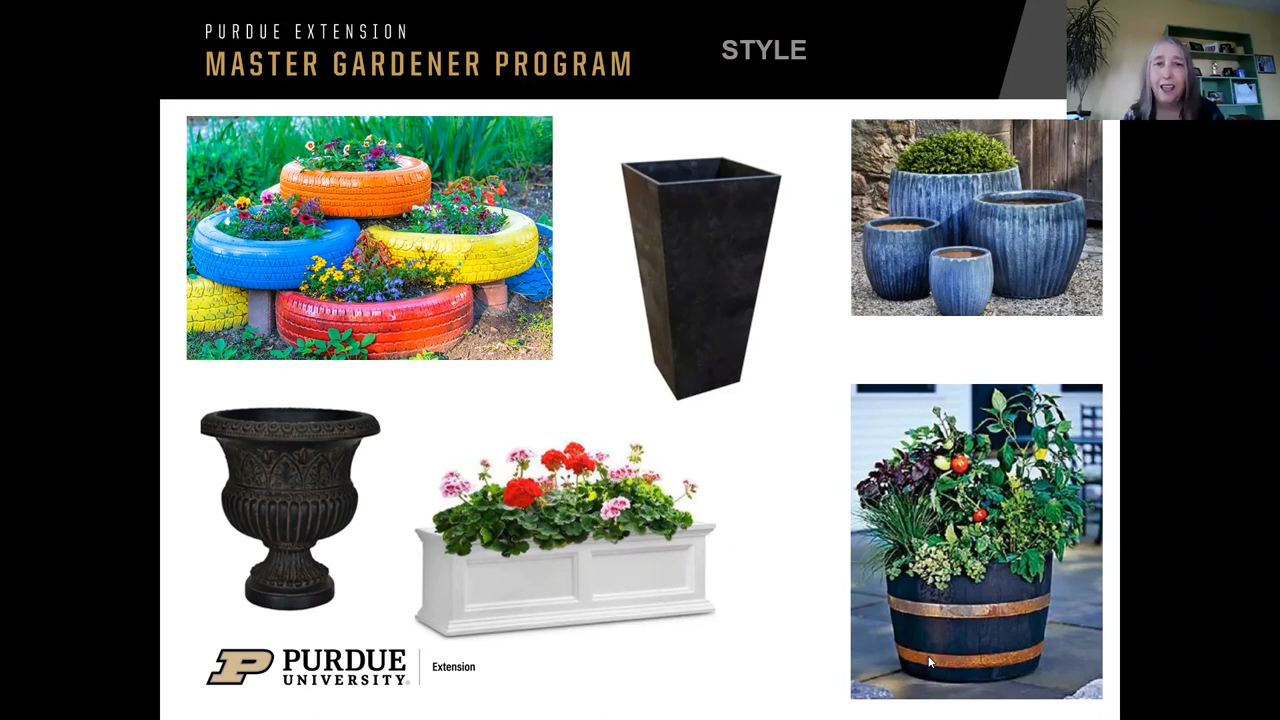 PURDUE EXTENSION
MASTER GARDENER PROGRAM
STYLE
PURDUE
UNIVERSITY®
Extension